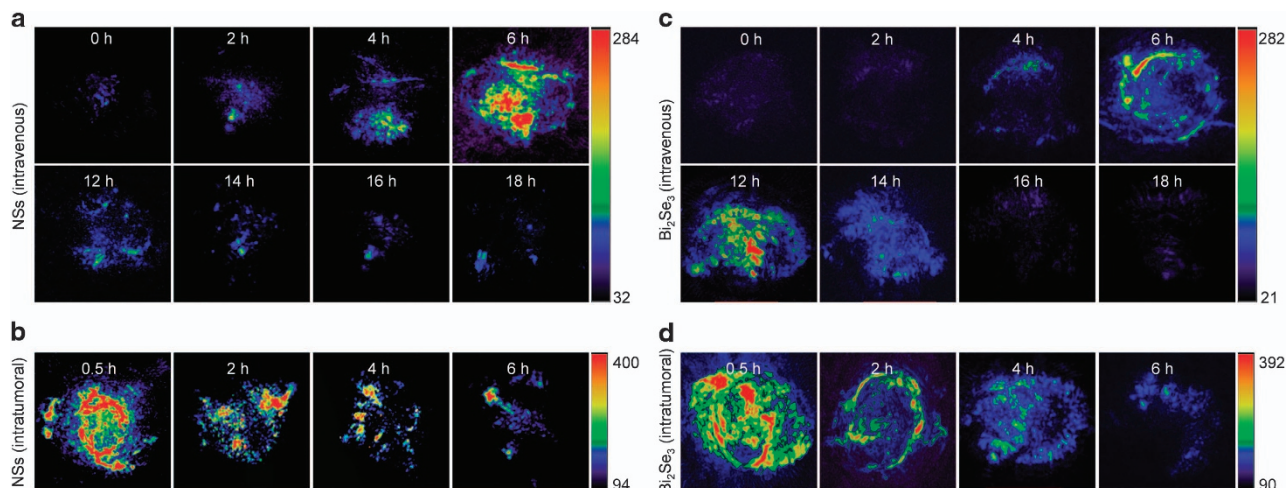 a
NSs (intravenous)
0 h 2 h 4 h 6 h
12 h 14 h 16 h 18 h
284
32
b
NSs (intratumoral)
0.5 h 2 h 4 h 6 h
400
94
c
Bi₂Se₃ (intravenous)
0 h 2 h 4 h 6 h
12 h 14 h 16 h 18 h
282
21
d
Bi₂Se₃ (intratumoral)
0.5 h 2 h 4 h 6 h
392
90